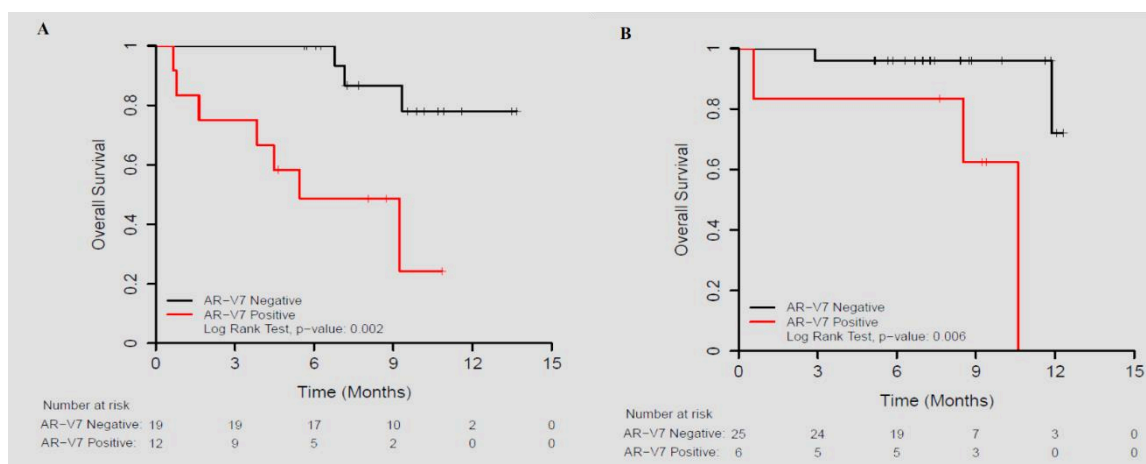 A
Overall Survival
1
0.8
0.6
0.4
0.2
0
AR-V7 Negative
AR-V7 Positive
Log Rank Test, p-value: 0.002
0 3 6 9 12 15
Time (Months)
Number at risk
AR-V7 Negative: 19 19 17 10 2 0
AR-V7 Positive: 12 9 5 2 0 0
B
Overall Survival
1
0.8
0.6
0.4
0.2
0
AR-V7 Negative
AR-V7 Positive
Log Rank Test, p-value: 0.006
0 3 6 9 12 15
Time (Months)
Number at risk
AR-V7 Negative: 25 24 19 7 3 0
AR-V7 Positive: 6 5 5 3 0 0